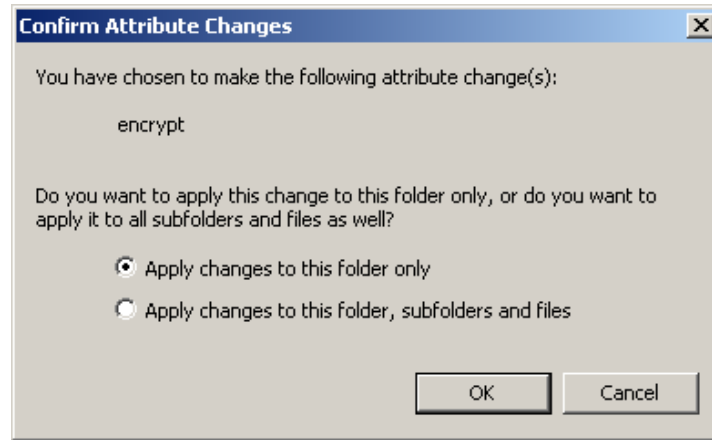 Confirm Attribute Changes
You have chosen to make the following attribute change(s):
encrypt
Do you want to apply this change to this folder only, or do you want to
apply it to all subfolders and files as well?
Apply changes to this folder only
Apply changes to this folder, subfolders and files
OK Cancel